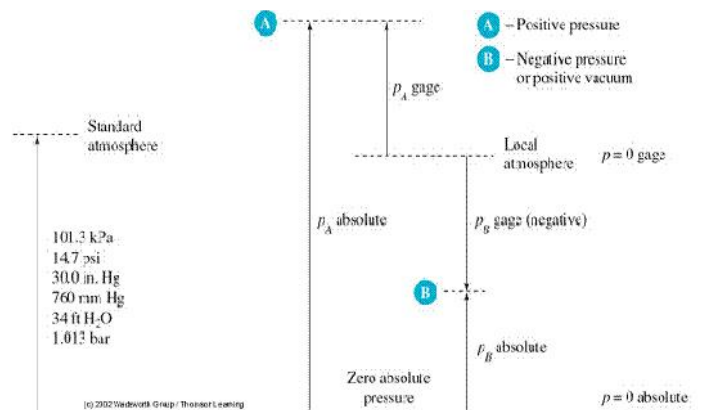 A
A – Positive pressure
B – Negative pressure
or positive vacuum
p_A gage
Standard
atmosphere
Local
atmosphere
p = 0 gage
p_A absolute
p_B gage (negative)
101.3 kPa
14.7 psi
30.0 in. Hg
760 mm Hg
34 ft H₂O
1.013 bar
B
p_B absolute
Zero absolute
pressure
p = 0 absolute
(c) 2002 Wadsworth Group / Thomson Learning